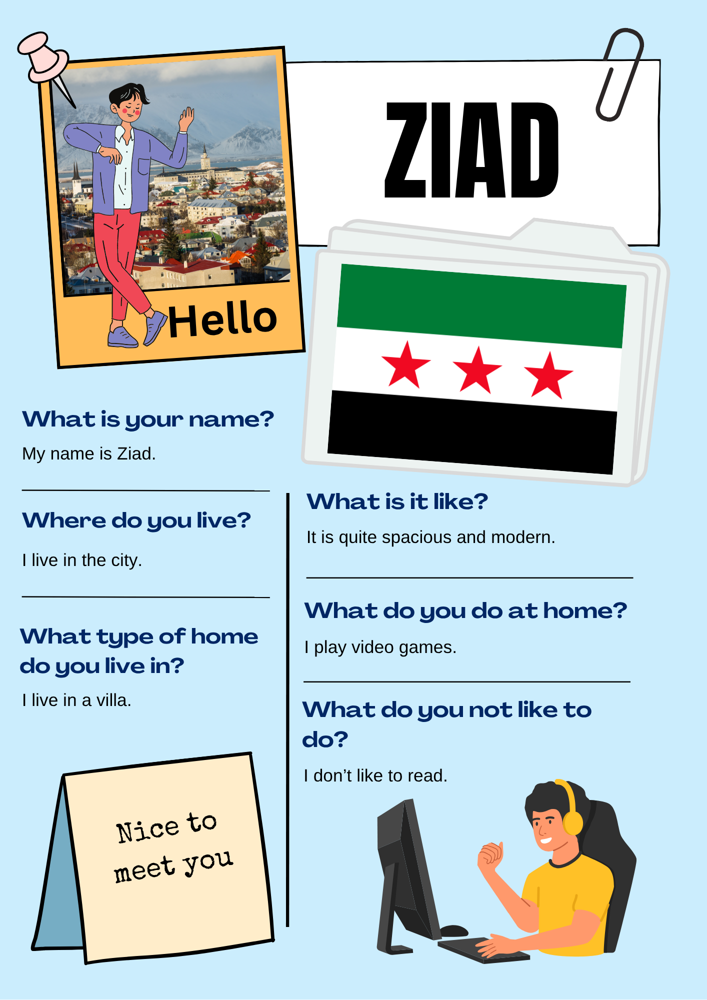 ZIAD
Hello
What is your name?
My name is Ziad.
Where do you live?
I live in the city.
What type of home
do you live in?
I live in a villa.
Nice to
meet you
What is it like?
It is quite spacious and modern.
What do you do at home?
I play video games.
What do you not like to
do?
I don’t like to read.